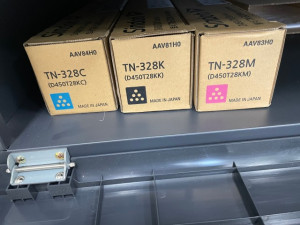 AAV84H0
TN-328C
(D450T28KC)
MADE IN JAPAN
AAV81H0
TN-328K
(D450T28KK)
MADE IN JAPAN
AAV83H0
TN-328M
(D450T28KM)
MADE IN JAPAN